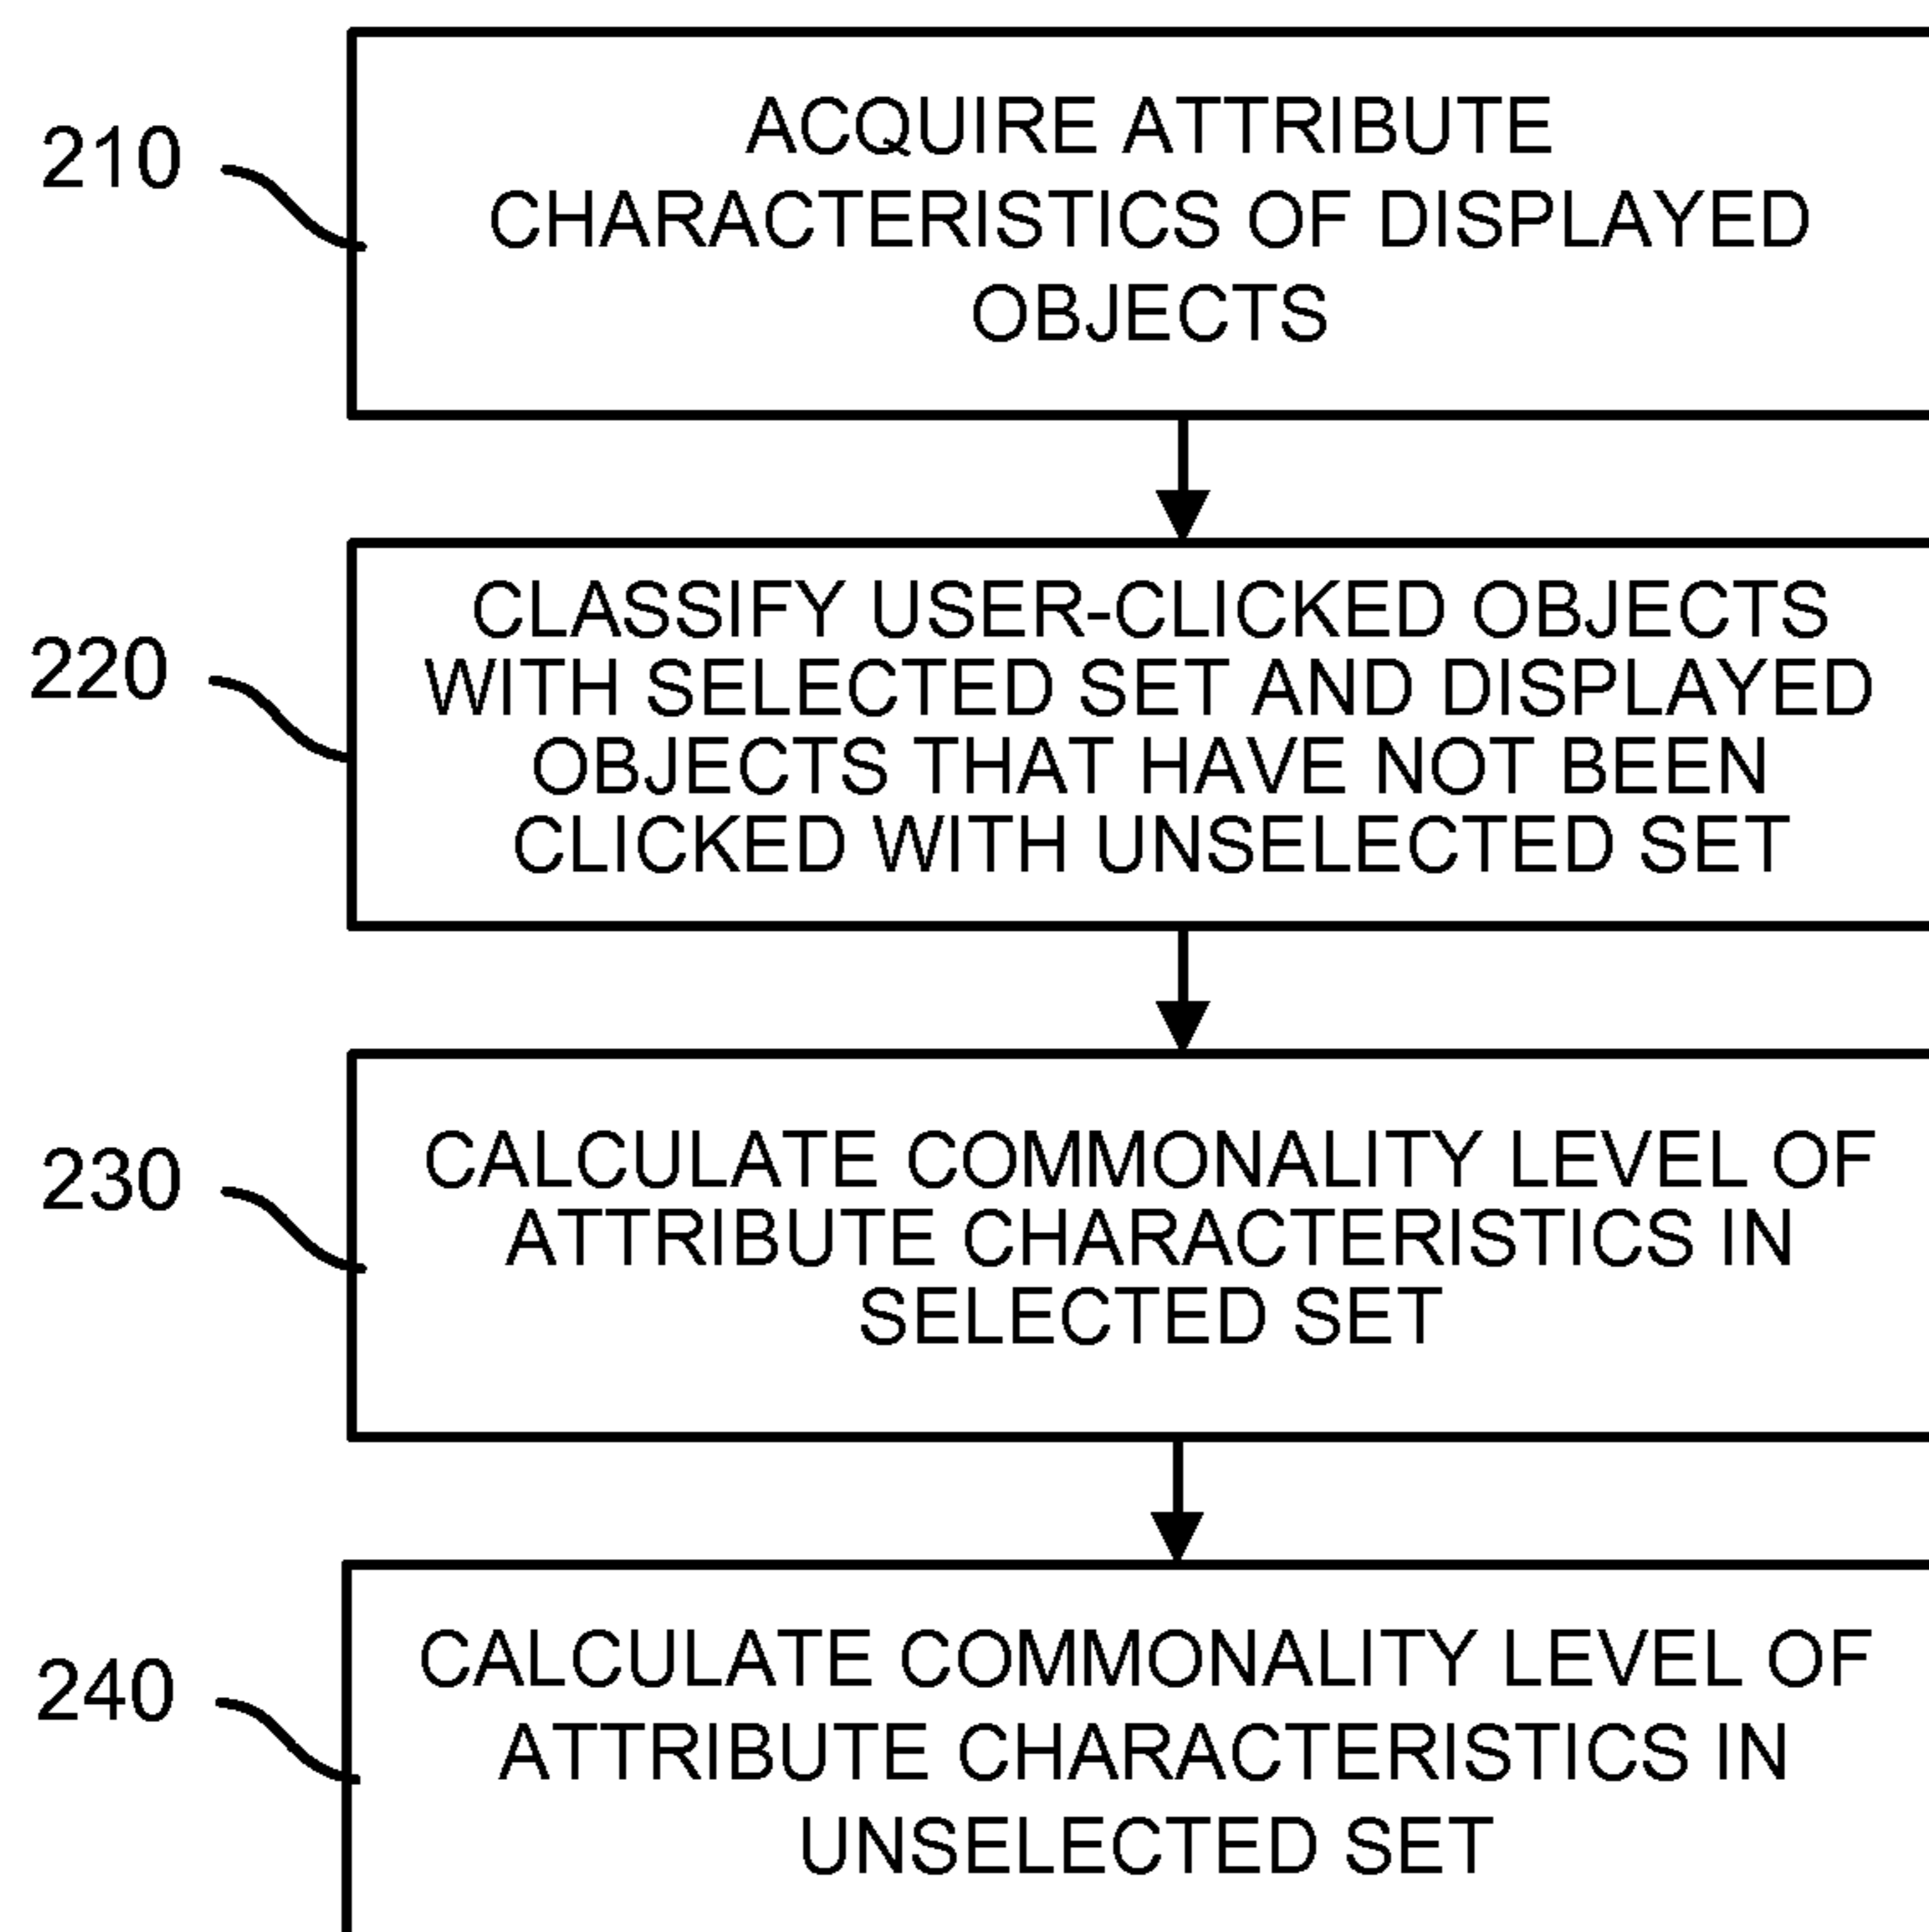 210
ACQUIRE ATTRIBUTE
CHARACTERISTICS OF DISPLAYED
OBJECTS
220
CLASSIFY USER-CLICKED OBJECTS
WITH SELECTED SET AND DISPLAYED
OBJECTS THAT HAVE NOT BEEN
CLICKED WITH UNSELECTED SET
230
CALCULATE COMMONALITY LEVEL OF
ATTRIBUTE CHARACTERISTICS IN
SELECTED SET
240
CALCULATE COMMONALITY LEVEL OF
ATTRIBUTE CHARACTERISTICS IN
UNSELECTED SET